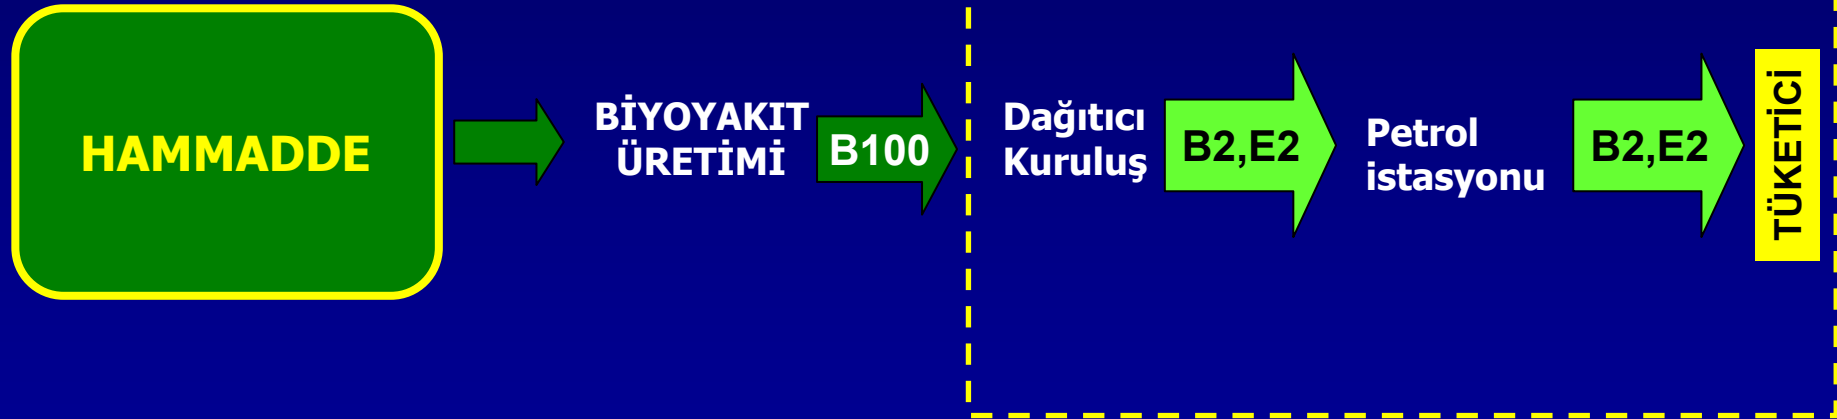 HAMMADDE
BİYOYAKIT
ÜRETİMİ
B100
Dağıtıcı
Kuruluş
B2,E2
Petrol
istasyonu
B2,E2
TÜKETİCİ